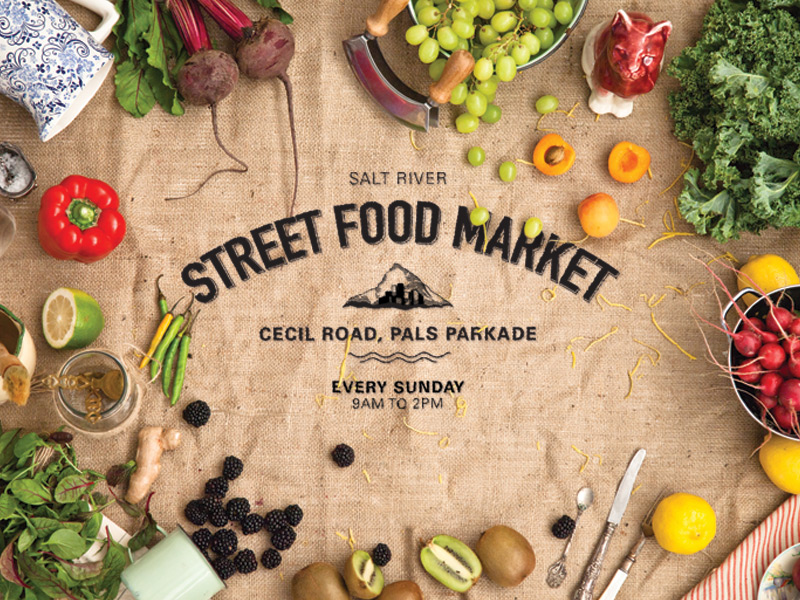 SALT RIVER
STREET FOOD MARKET
CECIL ROAD, PALS PARKADE
EVERY SUNDAY
9AM TO 2PM